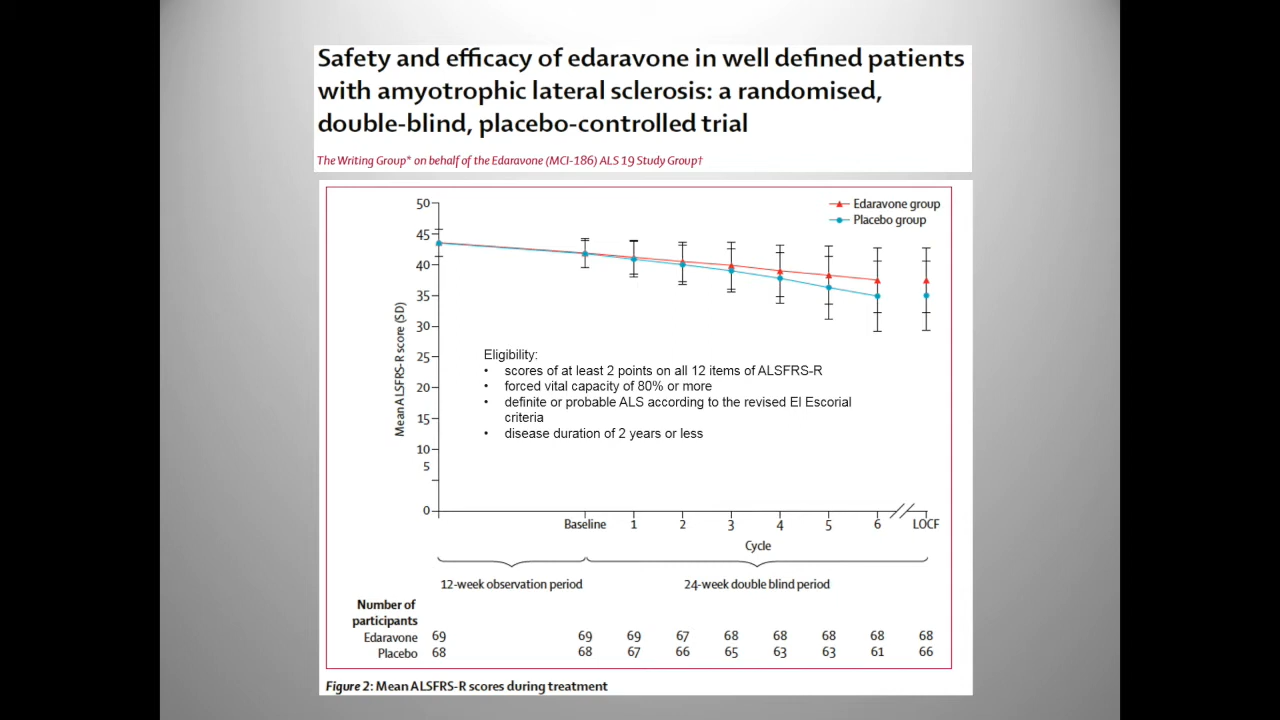 Safety and efficacy of edaravone in well defined patients
with amyotrophic lateral sclerosis: a randomised,
double-blind, placebo-controlled trial
The Writing Group* on behalf of the Edaravone (MCI-186) ALS 19 Study Group†
Edaravone group
Placebo group
Mean ALSFRS-R score (SD)
50
45
40
35
30
25
20
15
10
5
0
Eligibility:
• scores of at least 2 points on all 12 items of ALSFRS-R
• forced vital capacity of 80% or more
• definite or probable ALS according to the revised El Escorial
criteria
• disease duration of 2 years or less
Baseline 1 2 3 4 5 6 LOCF
Cycle
12-week observation period 24-week double blind period
Number of
participants
Edaravone 69 69 69 67 68 68 68 68 68
Placebo 68 68 67 66 65 63 63 61 66
Figure 2: Mean ALSFRS-R scores during treatment